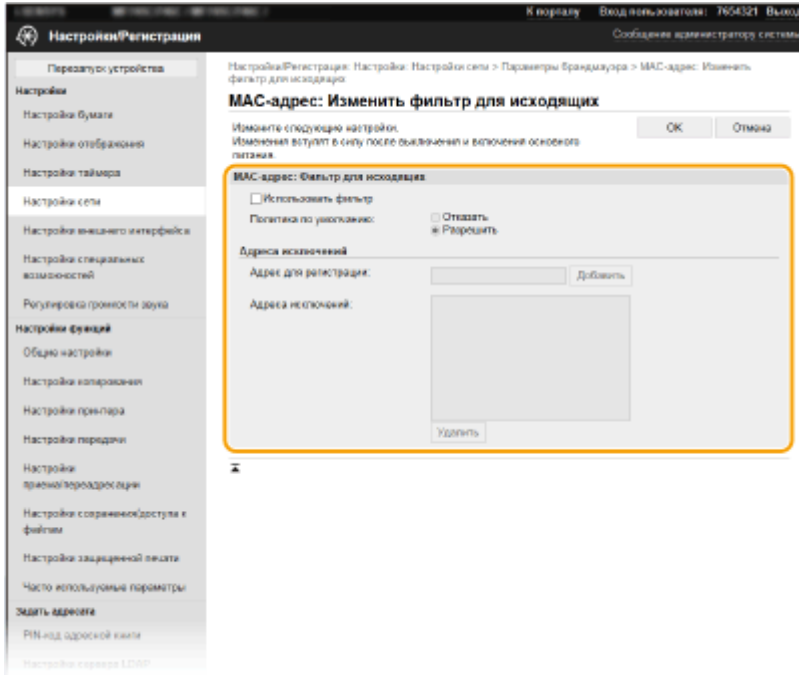 К порталу Вход пользователя: 7654321 Выход
Настройки/Регистрация
Сообщение администратору системы
Перезапуск устройства
Настройки
Настройки бумаги
Настройки отображения
Настройки таймера
Настройки сети
Настройки внешнего интерфейса
Настройки специальных
возможностей
Регулировка громкости звука
Настройки функций
Общие настройки
Настройки копирования
Настройки принтера
Настройки передачи
Настройки
приема/переадресации
Настройки сохранения/доступа к
файлам
Настройки защищенной печати
Часто используемые параметры
Задать адресата
PIN-код адресной книги
Настройки сервера LDAP
Настройки/Регистрация: Настройки: Настройки сети > Параметры брандмауэра > MAC-адрес: Изменить
фильтр для исходящих
MAC-адрес: Изменить фильтр для исходящих
Измените следующие настройки.
Изменения вступят в силу после выключения и включения основного
питания.
OK Отмена
MAC-адрес: Фильтр для исходящих
Использовать фильтр
Политика по умолчанию: Отказать
Разрешить
Адреса исключений
Адрес для регистрации: Добавить
Адреса исключений:
Удалить